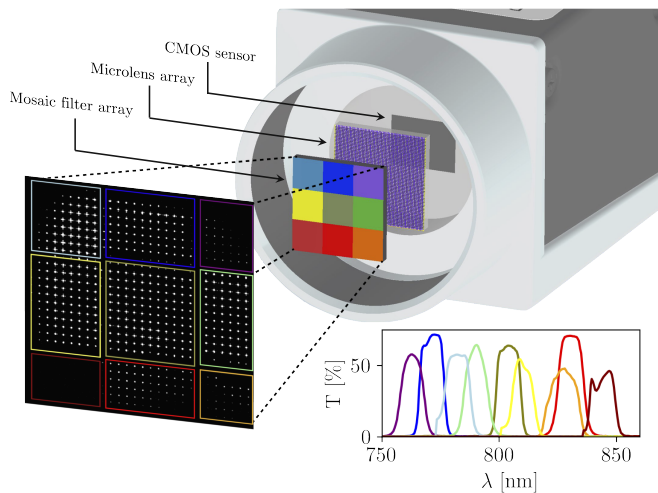 CMOS sensor
Microlens array
Mosaic filter array
50
0
T [%]
750
800
850
λ [nm]